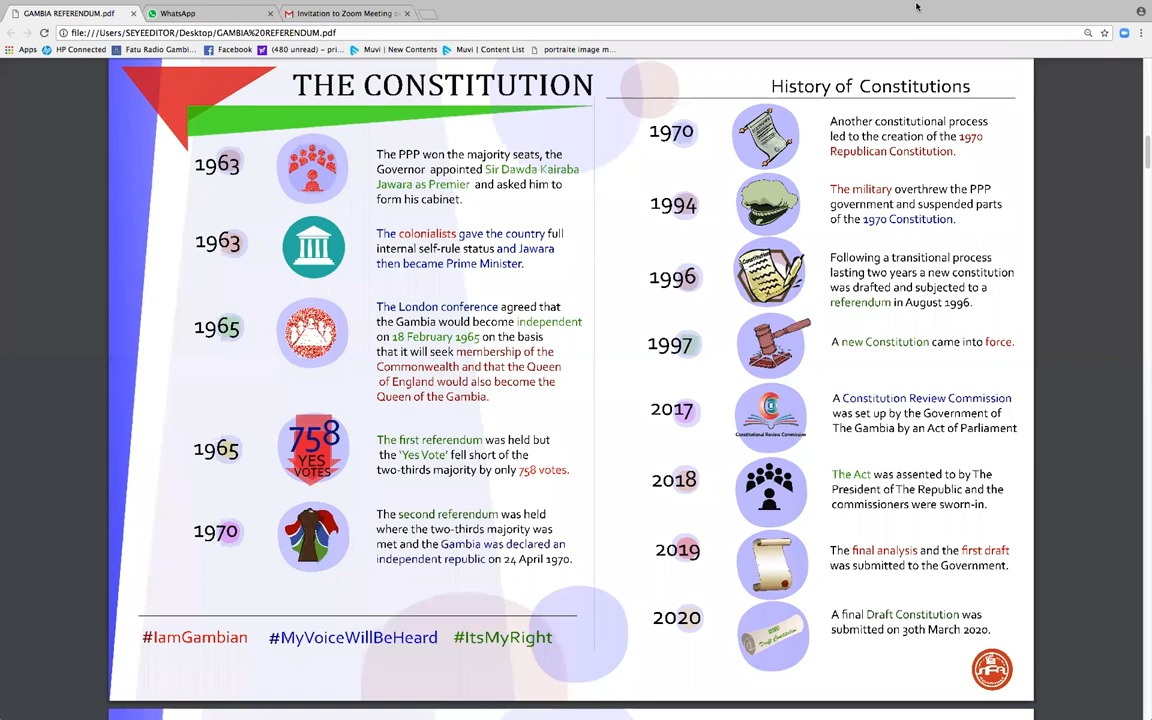 GAMBIA REFERENDUM.pdf
WhatsApp
Invitation to Zoom Meeting o
file:///Users/SEYEEDITOR/Desktop/GAMBIA%20REFERENDUM.pdf
Apps
HP Connected
Fatu Radio Gambi...
Facebook
(480 unread) - pri...
Muvi | New Contents
Muvi | Content List
portraite image m...
THE CONSTITUTION
1963
The PPP won the majority seats, the
Governor appointed Sir Dawda Kairaba
Jawara as Premier and asked him to
form his cabinet.
1963
The colonialists gave the country full
internal self-rule status and Jawara
then became Prime Minister.
1965
The London conference agreed that
the Gambia would become independent
on 18 February 1965 on the basis
that it will seek membership of the
Commonwealth and that the Queen
of England would also become the
Queen of the Gambia.
1965
758
YES
VOTES
The first referendum was held but
the 'Yes Vote' fell short of the
two-thirds majority by only 758 votes.
1970
The second referendum was held
where the two-thirds majority was
met and the Gambia was declared an
independent republic on 24 April 1970.
#IamGambian #MyVoiceWillBeHeard #ItsMyRight
History of Constitutions
1970
Another constitutional process
led to the creation of the 1970
Republican Constitution.
1994
The military overthrew the PPP
government and suspended parts
of the 1970 Constitution.
1996
Constitution
Following a transitional process
lasting two years a new constitution
was drafted and subjected to a
referendum in August 1996.
1997
A new Constitution came into force.
2017
Constitutional Review Commission
A Constitution Review Commission
was set up by the Government of
The Gambia by an Act of Parliament
2018
The Act was assented to by The
President of The Republic and the
commissioners were sworn-in.
2019
The final analysis and the first draft
was submitted to the Government.
2020
2020
Draft Constitution
A final Draft Constitution was
submitted on 30th March 2020.